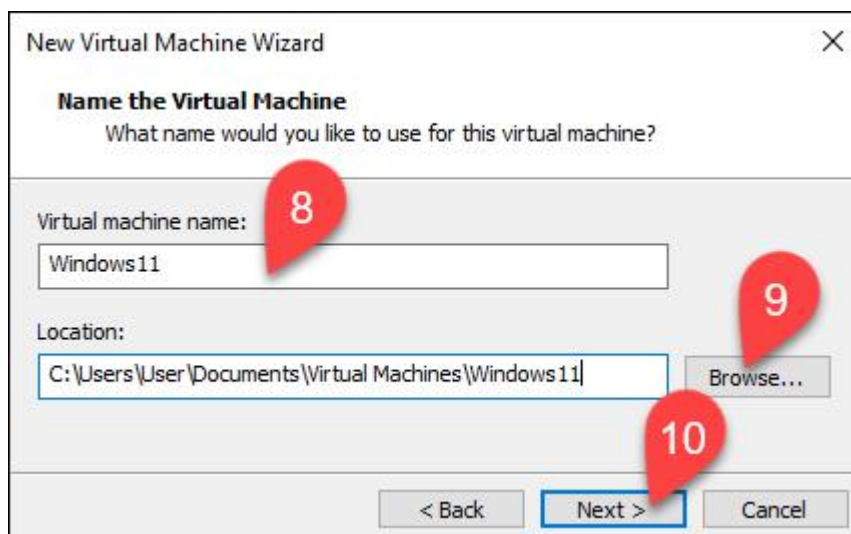 New Virtual Machine Wizard
Name the Virtual Machine
What name would you like to use for this virtual machine?
8
Virtual machine name:
Windows11
9
Location:
C:\Users\User\Documents\Virtual Machines\Windows11
Browse...
10
< Back Next > Cancel